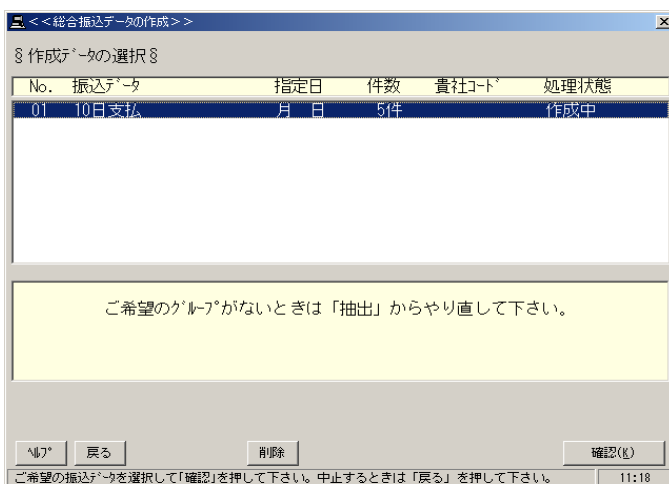 <<総合振込ﾃﾞｰﾀの作成>>
§作成ﾃﾞｰﾀの選択§
No. 振込ﾃﾞｰﾀ 指定日 件数 貴社ｺｰﾄﾞ 処理状態
01 10日支払 月 日 5件 作成中
ご希望のｸﾞﾙｰﾌﾟがないときは「抽出」からやり直して下さい。
ﾍﾙﾌﾟ 戻る 削除 確認(K)
ご希望の振込ﾃﾞｰﾀを選択して「確認」を押して下さい。中止するときは「戻る」を押して下さい。 11:18